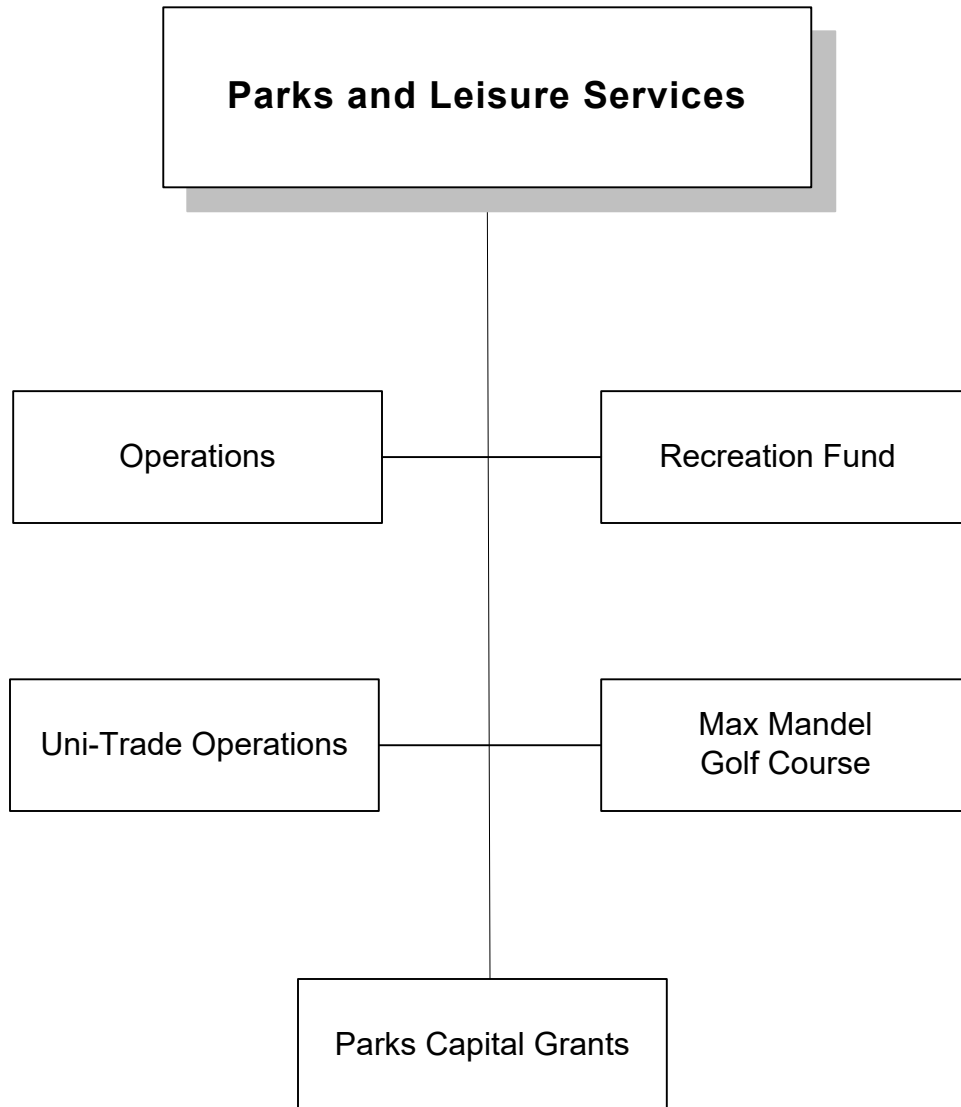 Parks and Leisure Services
Operations
Recreation Fund
Uni-Trade Operations
Max Mandel
Golf Course
Parks Capital Grants